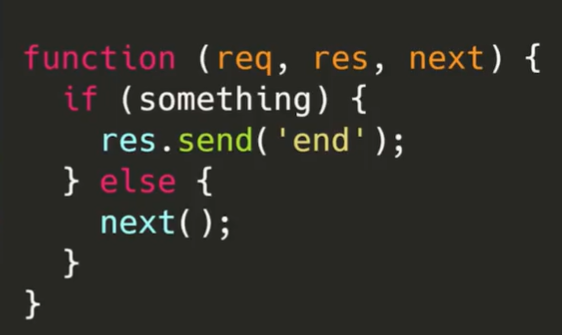 function (req, res, next) {
  if (something) {
    res.send('end');
  } else {
    next();
  }
}